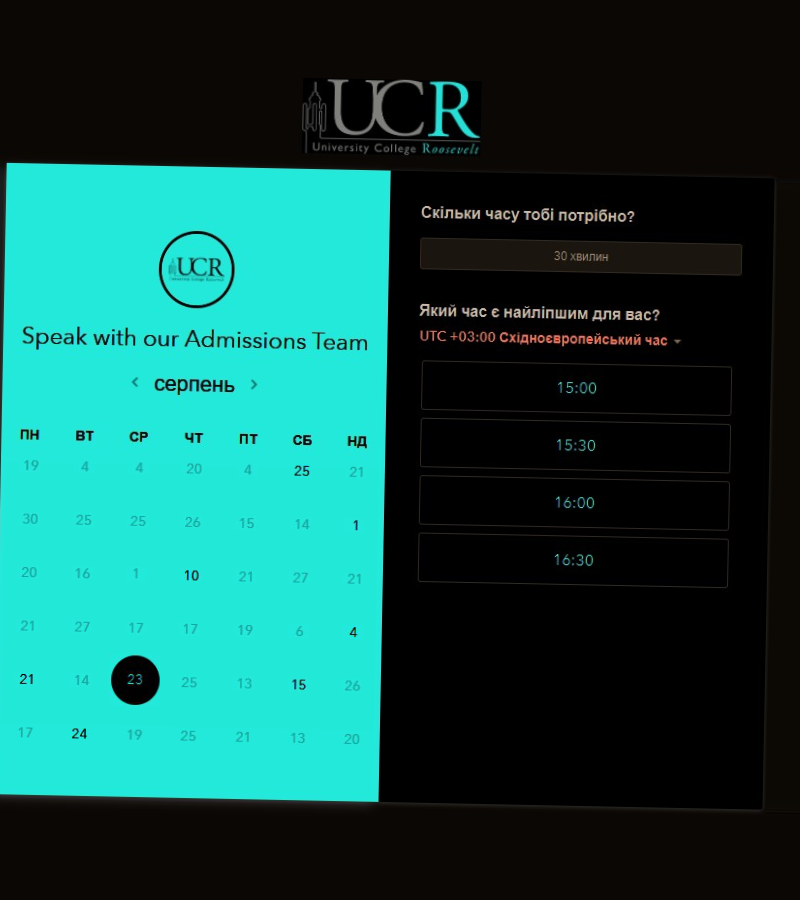 UCR
University College Roosevelt
UCR
Speak with our Admissions Team
серпень
ПН ВТ СР ЧТ ПТ СБ НД
19 4 4 20 4 25 21
30 25 25 26 15 14 1
20 16 1 10 21 27 21
21 27 17 17 19 6 4
21 14 23 25 13 15 26
17 24 19 25 21 13 20
Скільки часу тобі потрібно?
30 хвилин
Який час є найліпшим для вас?
UTC +03:00 Східноєвропейський час
15:00
15:30
16:00
16:30